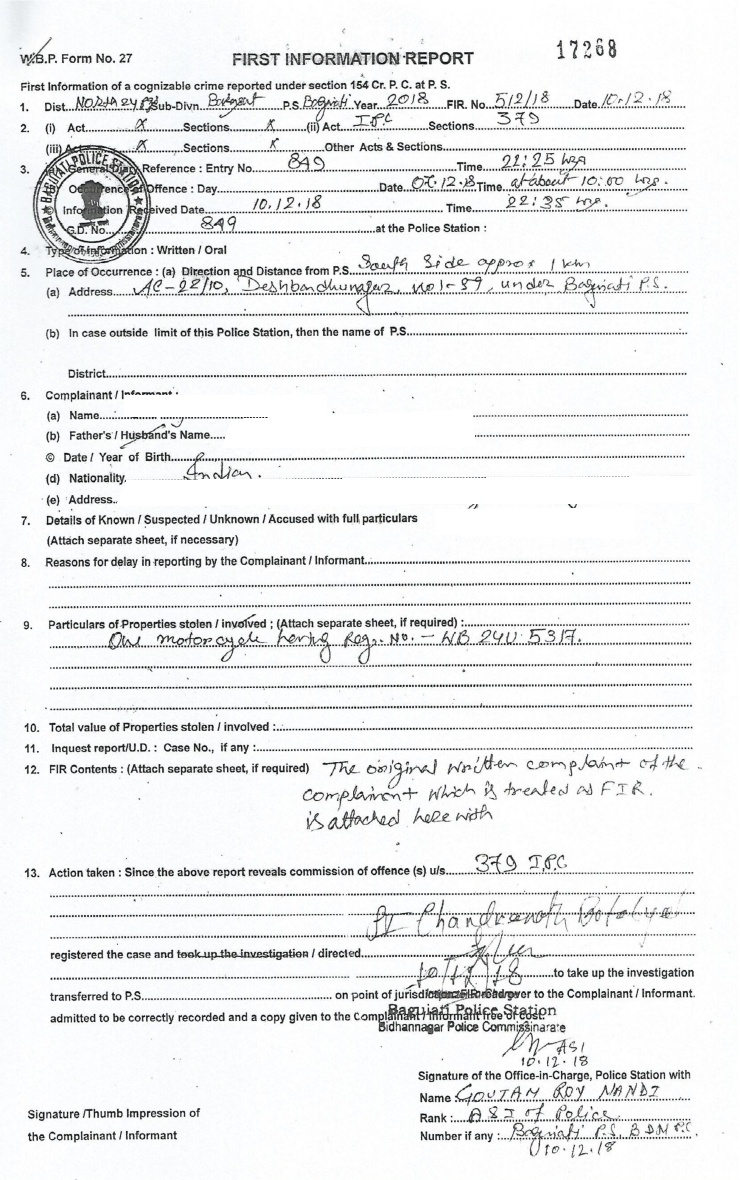 W.B.P. Form No. 27
FIRST INFORMATION REPORT
17268
First Information of a cognizable crime reported under section 154 Cr. P. C. at P. S.
1. Dist. North 24 Sub-Divn. P.S. Baguiati Year 2018 FIR. No. 512/18 Date 10.12.18
2. (i) Act X Sections X (ii) Act IPC Sections 379
(iii) Act X Sections X Other Acts & Sections
3. (a) General Diary Reference : Entry No. 849 Time 22:25 hrs
Occurrence of Offence : Day Date 07.12.18 Time at about 10:00 hrs.
Information Received Date 10.12.18 Time 22:35 hrs.
G.D. No. 849 at the Police Station :
BAGUIATI POLICE STATION
4. Type of Information : Written / Oral
5. Place of Occurrence : (a) Direction and Distance from P.S. South Side approx 1 km
(a) Address AC-22/10, Deshbandhunagar, no1-59, under Baguiati P.S.
(b) In case outside limit of this Police Station, then the name of P.S.
District
6. Complainant / Informant :
(a) Name
(b) Father's / Husband's Name
© Date / Year of Birth
(d) Nationality. Indian.
(e) Address
7. Details of Known / Suspected / Unknown / Accused with full particulars
(Attach separate sheet, if necessary)
8. Reasons for delay in reporting by the Complainant / Informant
9. Particulars of Properties stolen / involved ; (Attach separate sheet, if required) :
One motorcycle having Reg. No. - WB 24U 5317.
10. Total value of Properties stolen / involved :
11. Inquest report/U.D. : Case No., if any :
12. FIR Contents : (Attach separate sheet, if required) The original written complaint of the
complainant which is treated as FIR.
is attached here with
13. Action taken : Since the above report reveals commission of offence (s) u/s 379 IPC
Chandranath
registered the case and took up the investigation / directed
10/12/18 to take up the investigation
transferred to P.S. on point of jurisdiction FIR read over to the Complainant / Informant.
admitted to be correctly recorded and a copy given to the Complainant / Informant free of cost.
Baguiati Police Station
Bidhannagar Police Commissinarate
ASI
10.12.18
Signature of the Office-in-Charge, Police Station with
Name GOUTAM ROY NANDI
Signature /Thumb Impression of
the Complainant / Informant
Rank : ASI of Police
Number if any : Baguiati P.S. BDN PC
10.12.18